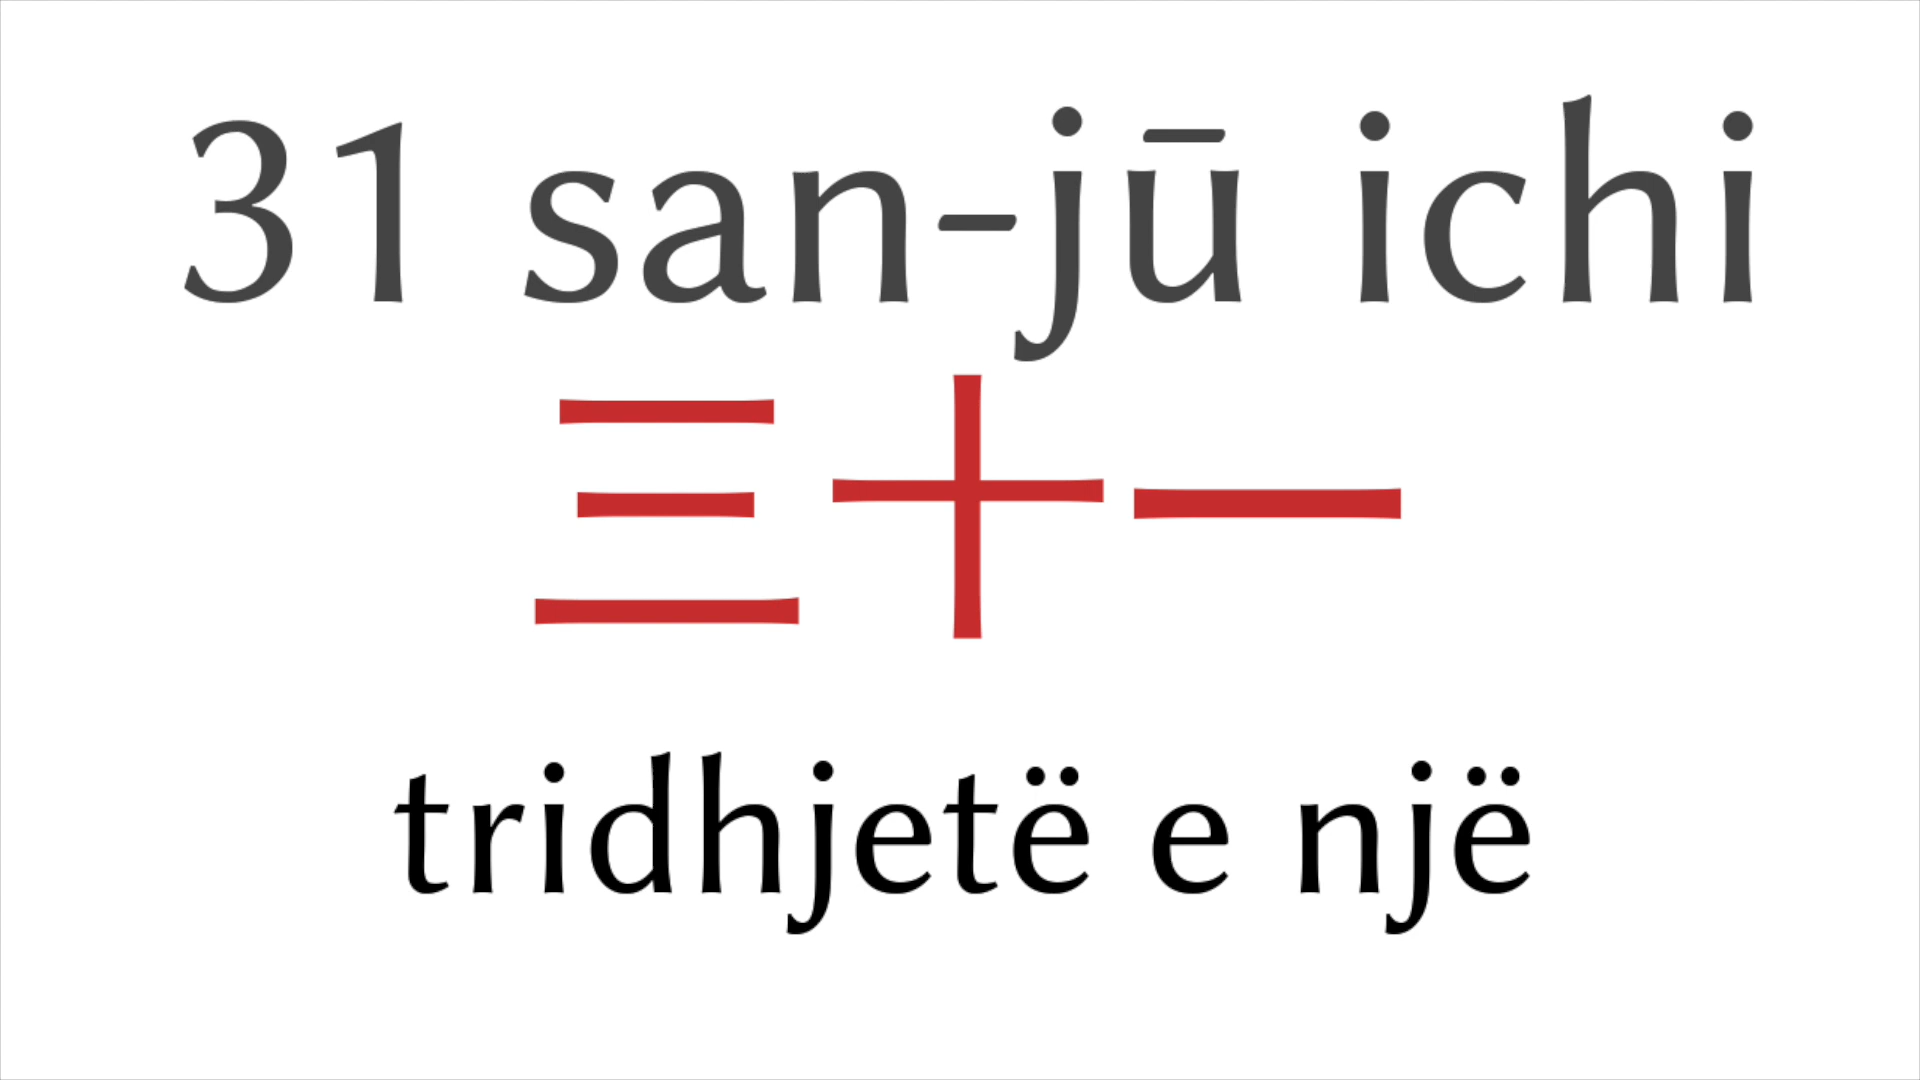 31 san-jū ichi
三十一
tridhjetë e një